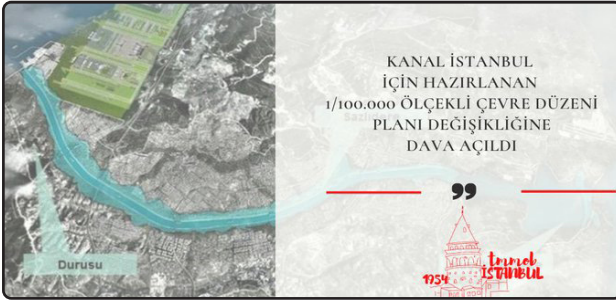 KANAL İSTANBUL
İÇİN HAZIRLANAN
1/100.000 ÖLÇEKLİ ÇEVRE DÜZENİ
PLANI DEĞİŞİKLİĞİNE
DAVA AÇILDI
”
Durusu
1954
tmmob
İSTANBUL